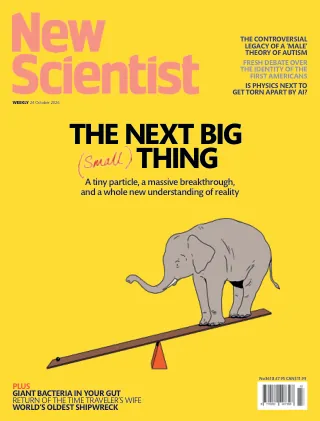 New
Scientist
WEEKLY
THE CONTROVERSIAL
LEGACY OF A ‘MALE’
THEORY OF AUTISM
FRESH DEBATE OVER
THE IDENTITY OF THE
FIRST AMERICANS
IS PHYSICS NEXT TO
GET TORN APART BY AI?
THE NEXT BIG
(small) THING
A tiny particle, a massive breakthrough,
and a whole new understanding of reality
PLUS
GIANT BACTERIA IN YOUR GUT
RETURN OF THE TIME TRAVELER'S WIFE
WORLD'S OLDEST SHIPWRECK